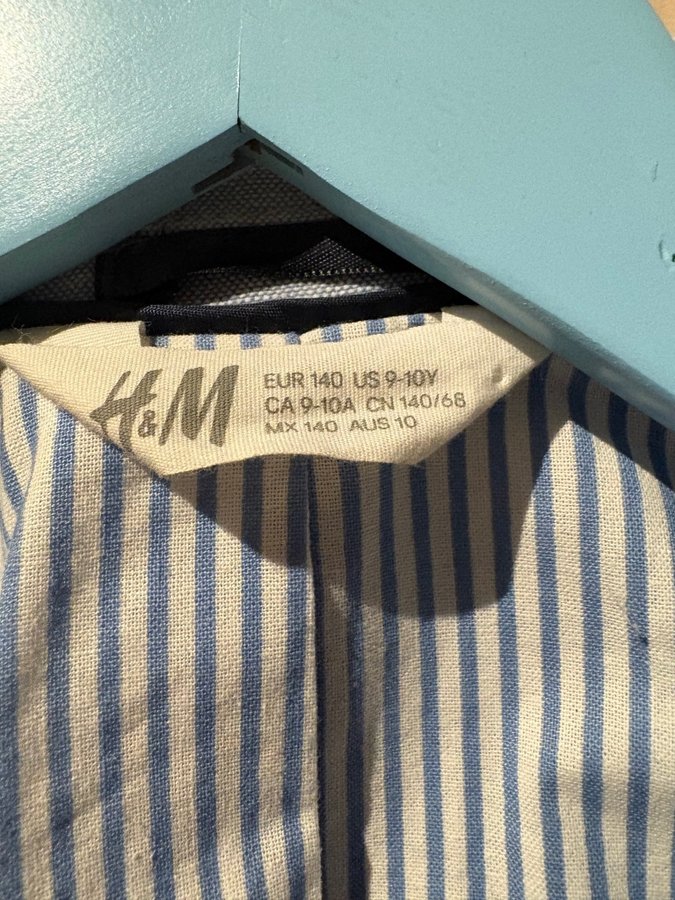 H&M
EUR 140 US 9-10Y
CA 9-10A CN 140/68
MX 140 AUS 10